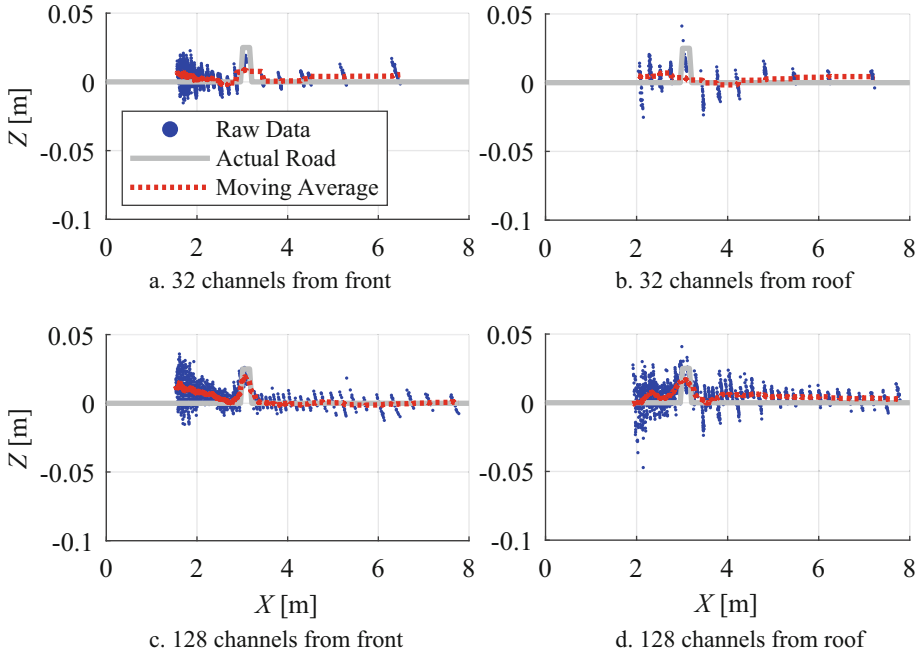 0.05
0
-0.05
-0.1
Z [m]
Raw Data
Actual Road
Moving Average
0 2 4 6 8
a. 32 channels from front
0.05
0
-0.05
-0.1
0 2 4 6 8
b. 32 channels from roof
0.05
0
-0.05
-0.1
Z [m]
0 2 4 6 8
X [m]
c. 128 channels from front
0.05
0
-0.05
-0.1
0 2 4 6 8
X [m]
d. 128 channels from roof